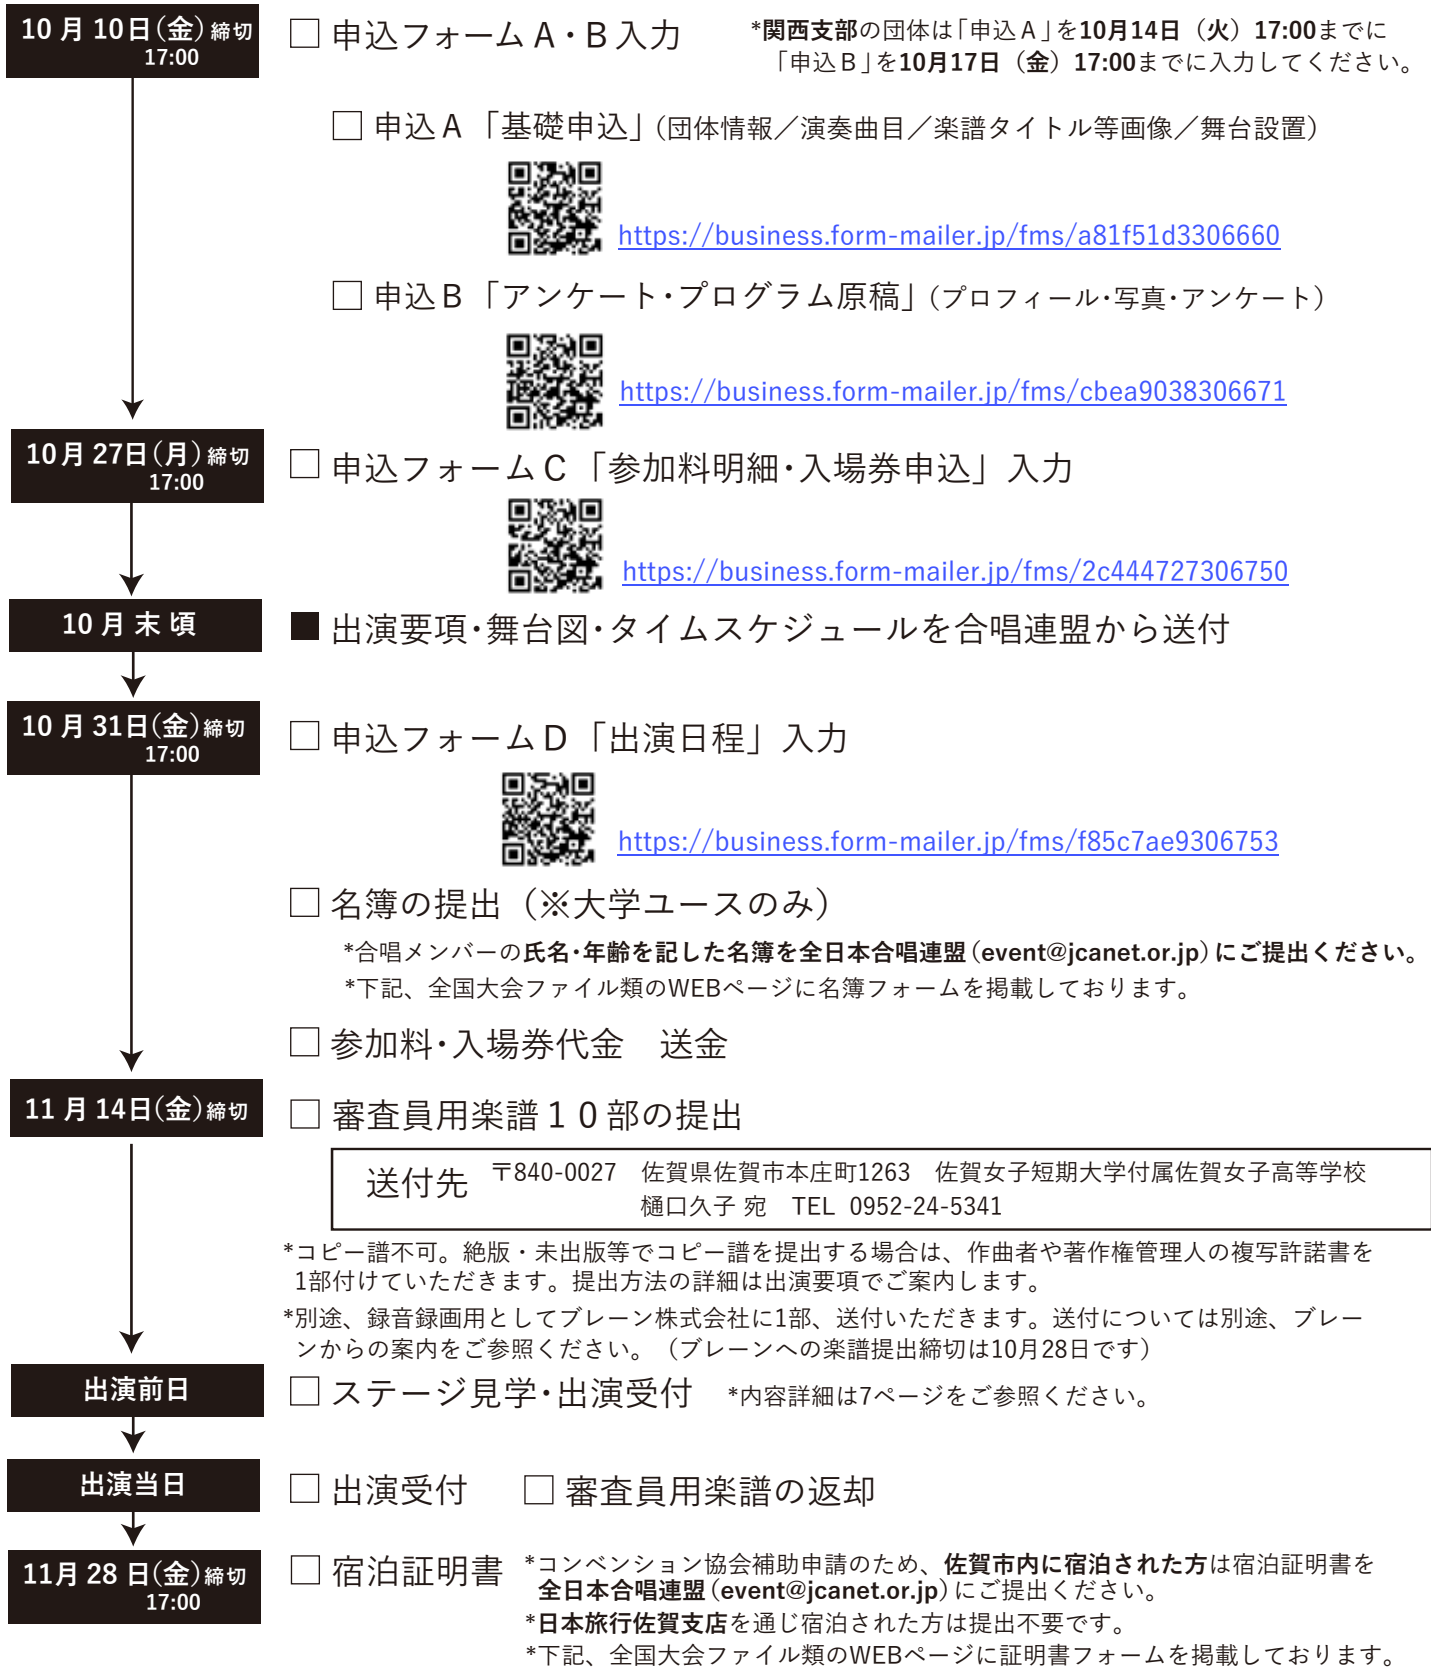 10月10日(金)締切
17:00
□ 申込フォームA・B入力
*関西支部の団体は「申込A」を10月14日（火）17:00までに
「申込B」を10月17日（金）17:00までに入力してください。
□ 申込A「基礎申込」(団体情報／演奏曲目／楽譜タイトル等画像／舞台設置)
https://business.form-mailer.jp/fms/a81f51d3306660
□ 申込B「アンケート・プログラム原稿」(プロフィール・写真・アンケート)
https://business.form-mailer.jp/fms/cbea9038306671
10月27日(月)締切
17:00
□ 申込フォームC「参加料明細・入場券申込」入力
https://business.form-mailer.jp/fms/2c444727306750
10月末頃
■ 出演要項・舞台図・タイムスケジュールを合唱連盟から送付
10月31日(金)締切
17:00
□ 申込フォームD「出演日程」入力
https://business.form-mailer.jp/fms/f85c7ae9306753
□ 名簿の提出（※大学ユースのみ）
*合唱メンバーの氏名・年齢を記した名簿を全日本合唱連盟(event@jcanet.or.jp)にご提出ください。
*下記、全国大会ファイル類のWEBページに名簿フォームを掲載しております。
□ 参加料・入場券代金　送金
11月14日(金)締切
□ 審査員用楽譜１０部の提出
送付先 〒840-0027　佐賀県佐賀市本庄町1263　佐賀女子短期大学付属佐賀女子高等学校
樋口久子 宛　TEL 0952-24-5341
*コピー譜不可。絶版・未出版等でコピー譜を提出する場合は、作曲者や著作権管理人の複写許諾書を
1部付けていただきます。提出方法の詳細は出演要項でご案内します。
*別途、録音録画用としてブレーン株式会社に1部、送付いただきます。送付については別途、ブレー
ンからの案内をご参照ください。（ブレーンへの楽譜提出締切は10月28日です）
出演前日
□ ステージ見学・出演受付　*内容詳細は7ページをご参照ください。
出演当日
□ 出演受付　□ 審査員用楽譜の返却
11月28日(金)締切
17:00
□ 宿泊証明書
*コンベンション協会補助申請のため、佐賀市内に宿泊された方は宿泊証明書を
全日本合唱連盟(event@jcanet.or.jp)にご提出ください。
*日本旅行佐賀支店を通じ宿泊された方は提出不要です。
*下記、全国大会ファイル類のWEBページに証明書フォームを掲載しております。